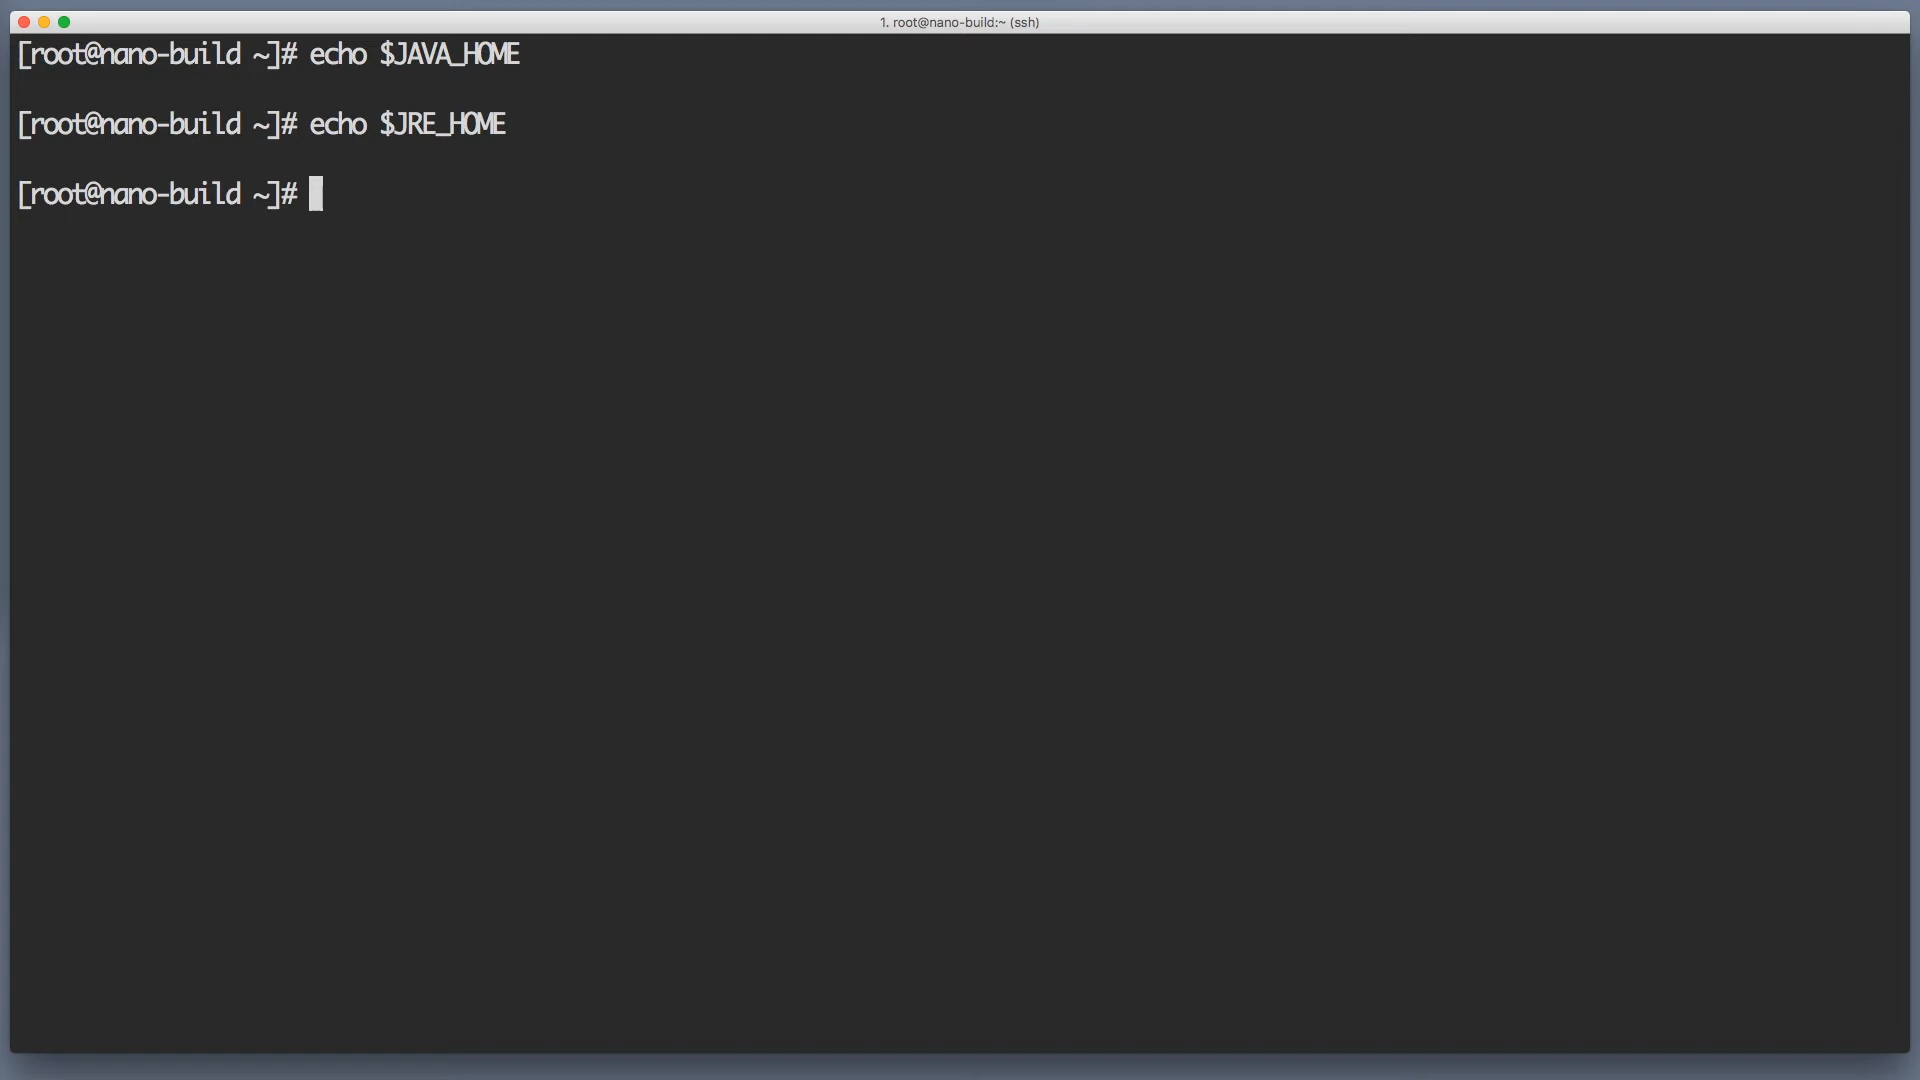 1. root@nano-build:~ (ssh)
[root@nano-build ~]# echo $JAVA_HOME
[root@nano-build ~]# echo $JRE_HOME
[root@nano-build ~]#